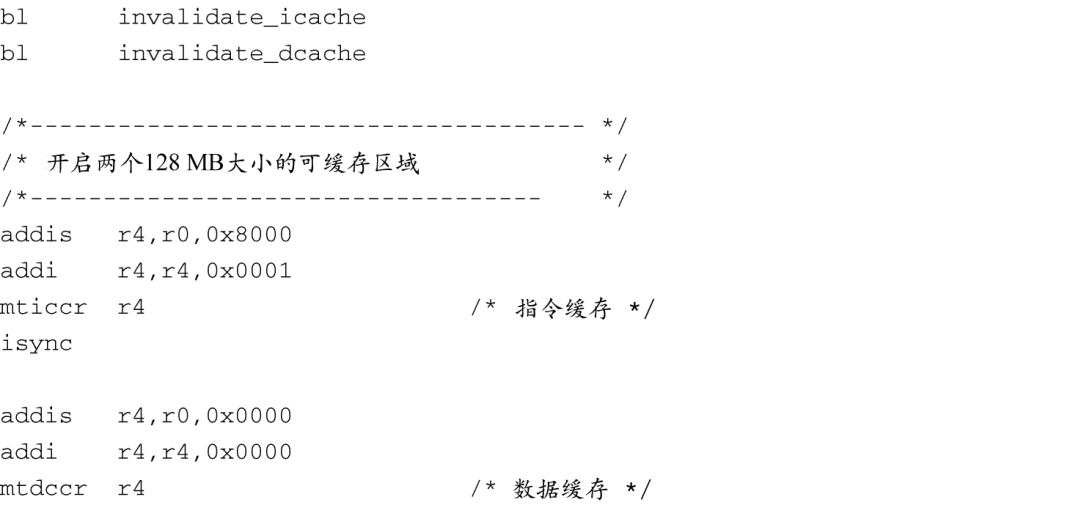 bl      invalidate_icache
bl      invalidate_dcache
/*-------------------------------------- */
/* 开启两个128 MB大小的可缓存区域            */
/*-----------------------------------    */
addis   r4,r0,0x8000
addi    r4,r4,0x0001
mticcr  r4                      /* 指令缓存 */
isync
addis   r4,r0,0x0000
addi    r4,r4,0x0000
mtdccr  r4                      /* 数据缓存 */